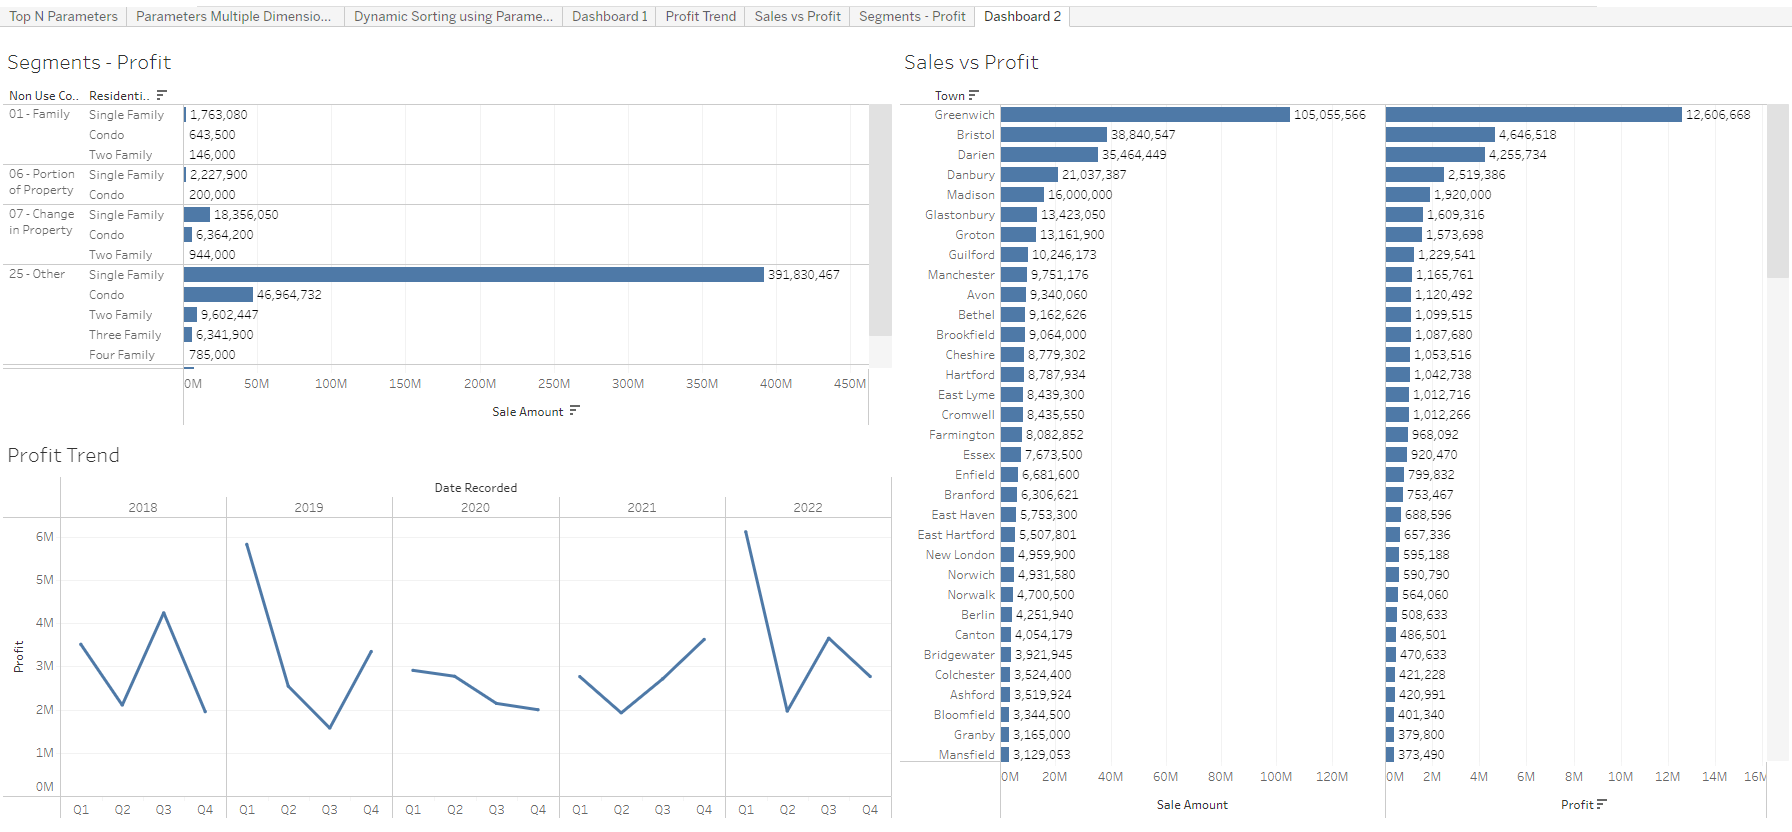 Top N Parameters Parameters Multiple Dimensio... Dynamic Sorting using Parame... Dashboard 1 Profit Trend Sales vs Profit Segments - Profit Dashboard 2
Segments - Profit
Non Use Co.. Residenti..
01 - Family Single Family 1,763,080
Condo 643,500
Two Family 146,000
06 - Portion Single Family 2,227,900
of Property Condo 200,000
07 - Change Single Family 18,356,050
in Property Condo 6,364,200
Two Family 944,000
25 - Other Single Family 391,830,467
Condo 46,964,732
Two Family 9,602,447
Three Family 6,341,900
Four Family 785,000
0M 50M 100M 150M 200M 250M 300M 350M 400M 450M
Sale Amount
Profit Trend
Date Recorded
2018 2019 2020 2021 2022
6M
5M
4M
3M
2M
1M
0M
Profit
Q1 Q2 Q3 Q4 Q1 Q2 Q3 Q4 Q1 Q2 Q3 Q4 Q1 Q2 Q3 Q4 Q1 Q2 Q3 Q4
Sales vs Profit
Town
Greenwich 105,055,566 12,606,668
Bristol 38,840,547 4,646,518
Darien 35,464,449 4,255,734
Danbury 21,037,387 2,519,386
Madison 16,000,000 1,920,000
Glastonbury 13,423,050 1,609,316
Groton 13,161,900 1,573,698
Guilford 10,246,173 1,229,541
Manchester 9,751,176 1,165,761
Avon 9,340,060 1,120,492
Bethel 9,162,626 1,099,515
Brookfield 9,064,000 1,087,680
Cheshire 8,779,302 1,053,516
Hartford 8,787,934 1,042,738
East Lyme 8,439,300 1,012,716
Cromwell 8,435,550 1,012,266
Farmington 8,082,852 968,092
Essex 7,673,500 920,470
Enfield 6,681,600 799,832
Branford 6,306,621 753,467
East Haven 5,753,300 688,596
East Hartford 5,507,801 657,336
New London 4,959,900 595,188
Norwich 4,931,580 590,790
Norwalk 4,700,500 564,060
Berlin 4,251,940 508,633
Canton 4,054,179 486,501
Bridgewater 3,921,945 470,633
Colchester 3,524,400 421,228
Ashford 3,519,924 420,991
Bloomfield 3,344,500 401,340
Granby 3,165,000 379,800
Mansfield 3,129,053 373,490
0M 20M 40M 60M 80M 100M 120M 0M 2M 4M 6M 8M 10M 12M 14M 16M
Sale Amount Profit